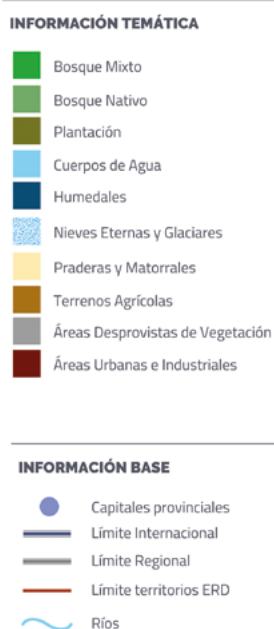 INFORMACIÓN TEMÁTICA
Bosque Mixto
Bosque Nativo
Plantación
Cuerpos de Agua
Humedales
Nieves Eternas y Glaciares
Praderas y Matorrales
Terrenos Agrícolas
Áreas Desprovistas de Vegetación
Áreas Urbanas e Industriales
INFORMACIÓN BASE
Capitales provinciales
Límite Internacional
Límite Regional
Límite territorios ERD
Ríos